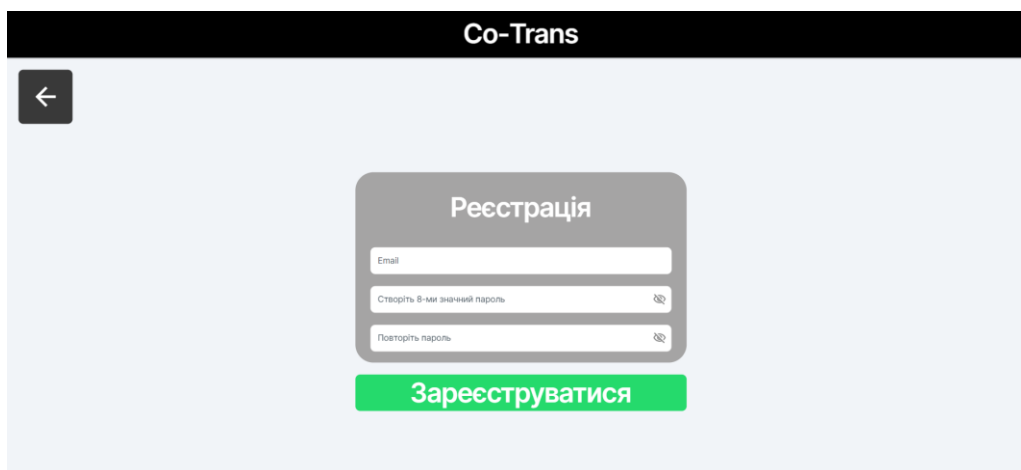 Co-Trans
Реєстрація
Email
Створіть 8-ми значний пароль
Повторіть пароль
Зареєструватися